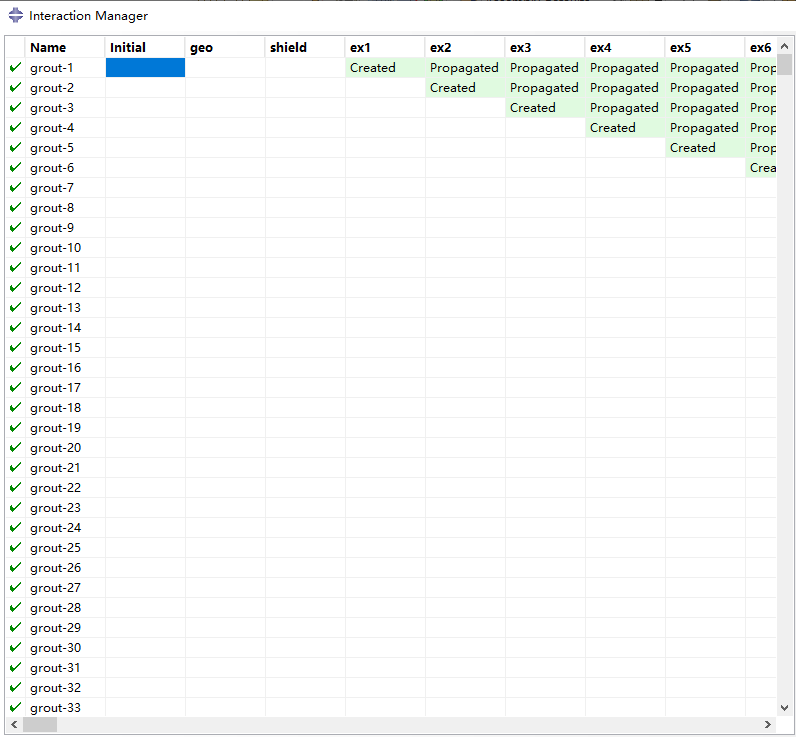 Interaction Manager
Name Initial geo shield ex1 ex2 ex3 ex4 ex5 ex6
grout-1 Created Propagated Propagated Propagated Propagated Prop
grout-2 Created Propagated Propagated Propagated Prop
grout-3 Created Propagated Propagated Prop
grout-4 Created Propagated Prop
grout-5 Created Prop
grout-6 Crea
grout-7
grout-8
grout-9
grout-10
grout-11
grout-12
grout-13
grout-14
grout-15
grout-16
grout-17
grout-18
grout-19
grout-20
grout-21
grout-22
grout-23
grout-24
grout-25
grout-26
grout-27
grout-28
grout-29
grout-30
grout-31
grout-32
grout-33